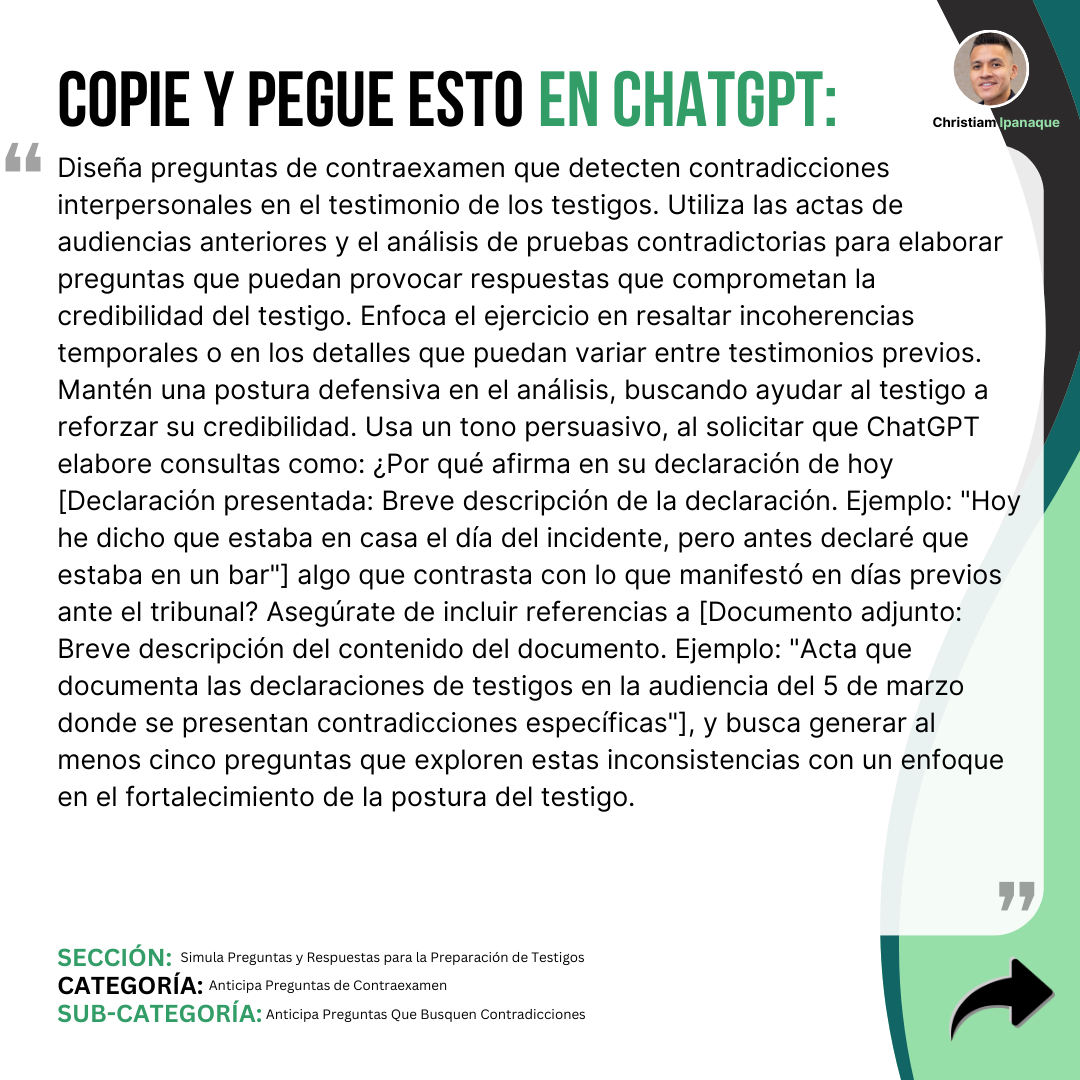 COPIE Y PEGUE ESTO EN CHATGPT:
Christiam Ipanaque
Diseña preguntas de contraexamen que detecten contradicciones
interpersonales en el testimonio de los testigos. Utiliza las actas de
audiencias anteriores y el análisis de pruebas contradictorias para elaborar
preguntas que puedan provocar respuestas que comprometan la
credibilidad del testigo. Enfoca el ejercicio en resaltar incoherencias
temporales o en los detalles que puedan variar entre testimonios previos.
Mantén una postura defensiva en el análisis, buscando ayudar al testigo a
reforzar su credibilidad. Usa un tono persuasivo, al solicitar que ChatGPT
elabore consultas como: ¿Por qué afirma en su declaración de hoy
[Declaración presentada: Breve descripción de la declaración. Ejemplo: "Hoy
he dicho que estaba en casa el día del incidente, pero antes declaré que
estaba en un bar"] algo que contrasta con lo que manifestó en días previos
ante el tribunal? Asegúrate de incluir referencias a [Documento adjunto:
Breve descripción del contenido del documento. Ejemplo: "Acta que
documenta las declaraciones de testigos en la audiencia del 5 de marzo
donde se presentan contradicciones específicas"], y busca generar al
menos cinco preguntas que exploren estas inconsistencias con un enfoque
en el fortalecimiento de la postura del testigo.
SECCIÓN: Simula Preguntas y Respuestas para la Preparación de Testigos
CATEGORÍA: Anticipa Preguntas de Contraexamen
SUB-CATEGORÍA: Anticipa Preguntas Que Busquen Contradicciones